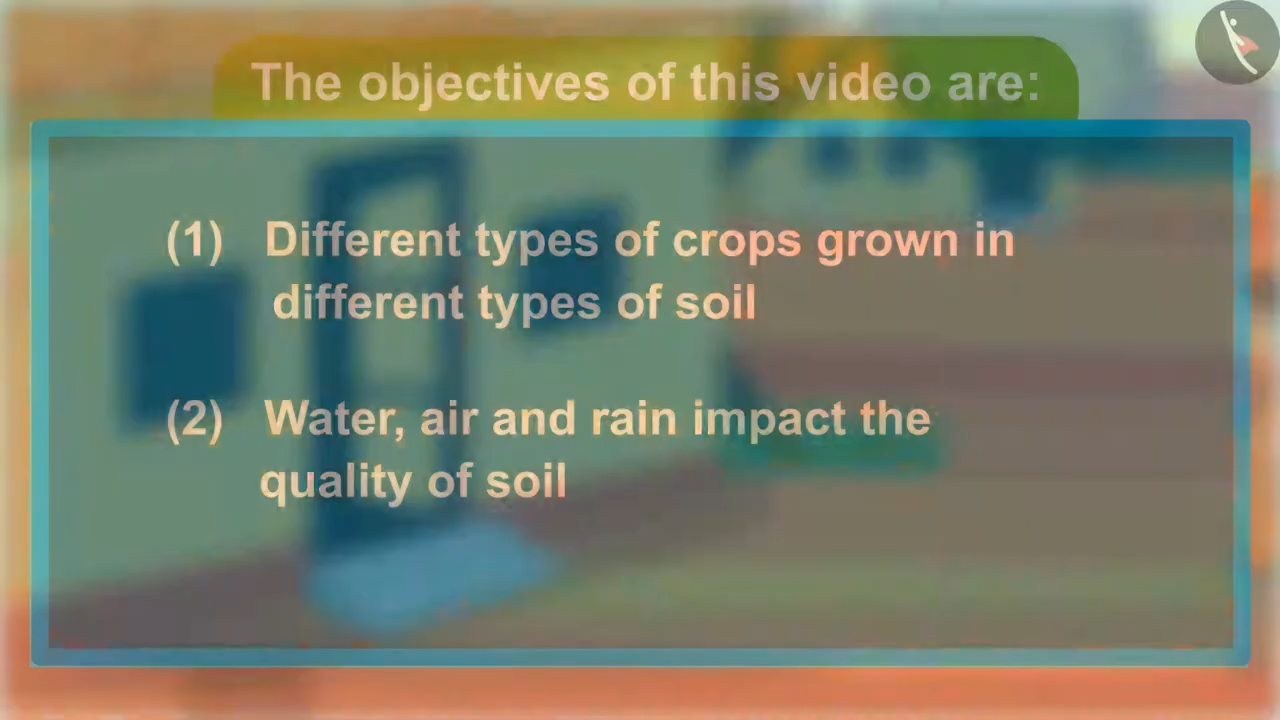 The objectives of this video are:
(1) Different types of crops grown in
different types of soil
(2) Water, air and rain impact the
quality of soil